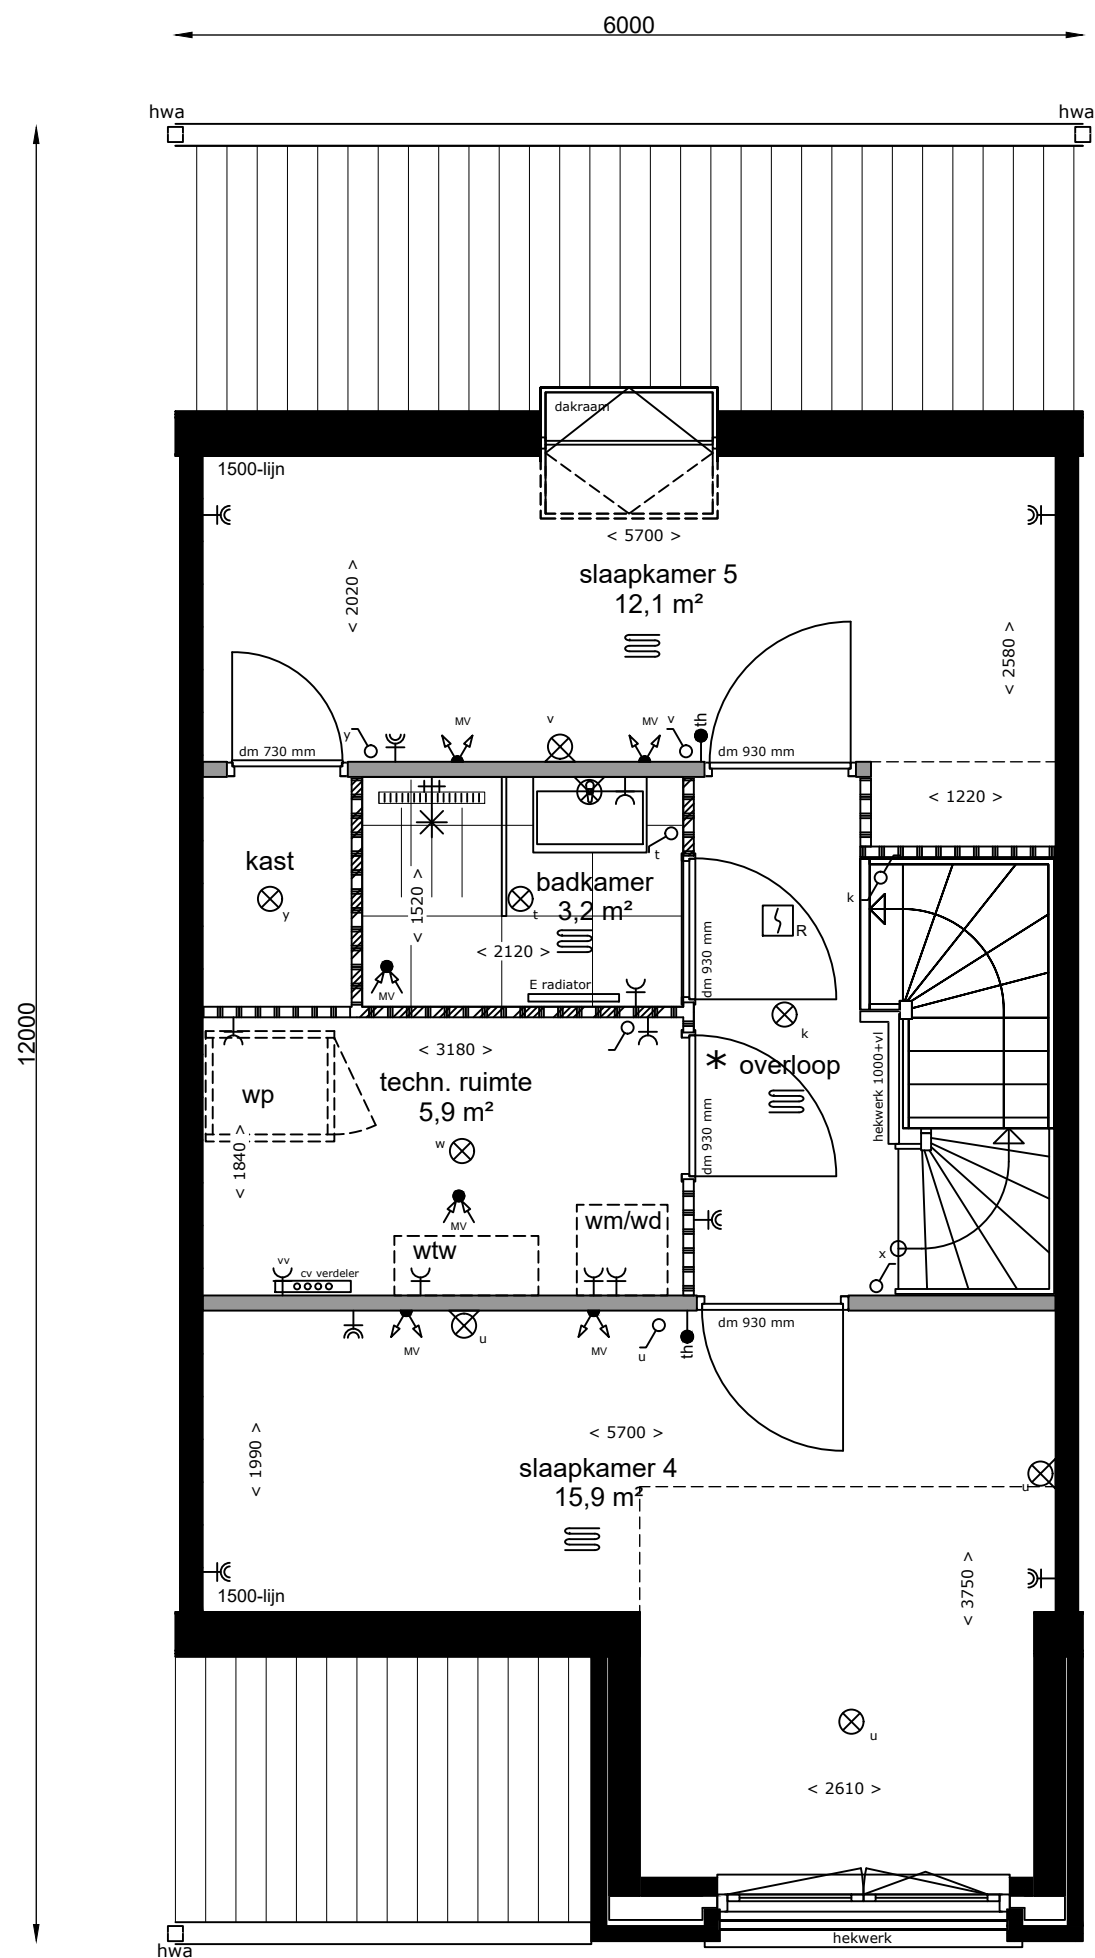 6000
hwa
hwa
12000
dakraam
1500-lijn
< 5700 >
slaapkamer 5
12,1 m²
< 2020 >
< 2580 >
y
MV
v
MV
v
th
dm 730 mm
dm 930 mm
< 1220 >
kast
y
t
badkamer
3,2 m²
t
< 1520 >
< 2120 >
E radiator
MV
dm 930 mm
R
k
k
* overloop
hekwerk 1000+vl
dm 930 mm
< 3180 >
techn. ruimte
5,9 m²
wp
< 1840 >
w
MV
wm/wd
wtw
vv
cv verdeler
x
MV
u
MV
u
th
dm 930 mm
< 5700 >
slaapkamer 4
15,9 m²
< 1990 >
u
< 3750 >
1500-lijn
u
< 2610 >
hekwerk
hwa